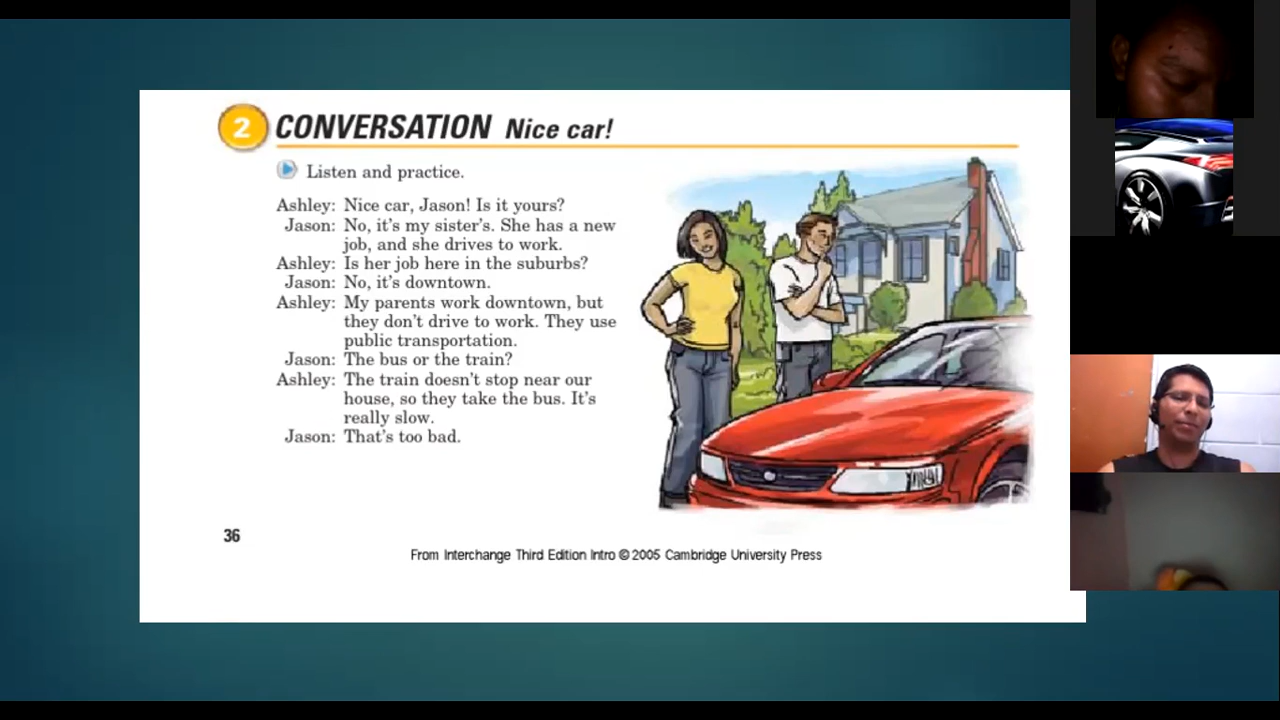 2 CONVERSATION Nice car!
Listen and practice.
Ashley: Nice car, Jason! Is it yours?
Jason: No, it's my sister's. She has a new
job, and she drives to work.
Ashley: Is her job here in the suburbs?
Jason: No, it's downtown.
Ashley: My parents work downtown, but
they don't drive to work. They use
public transportation.
Jason: The bus or the train?
Ashley: The train doesn't stop near our
house, so they take the bus. It's
really slow.
Jason: That's too bad.
36
From Interchange Third Edition Intro © 2005 Cambridge University Press